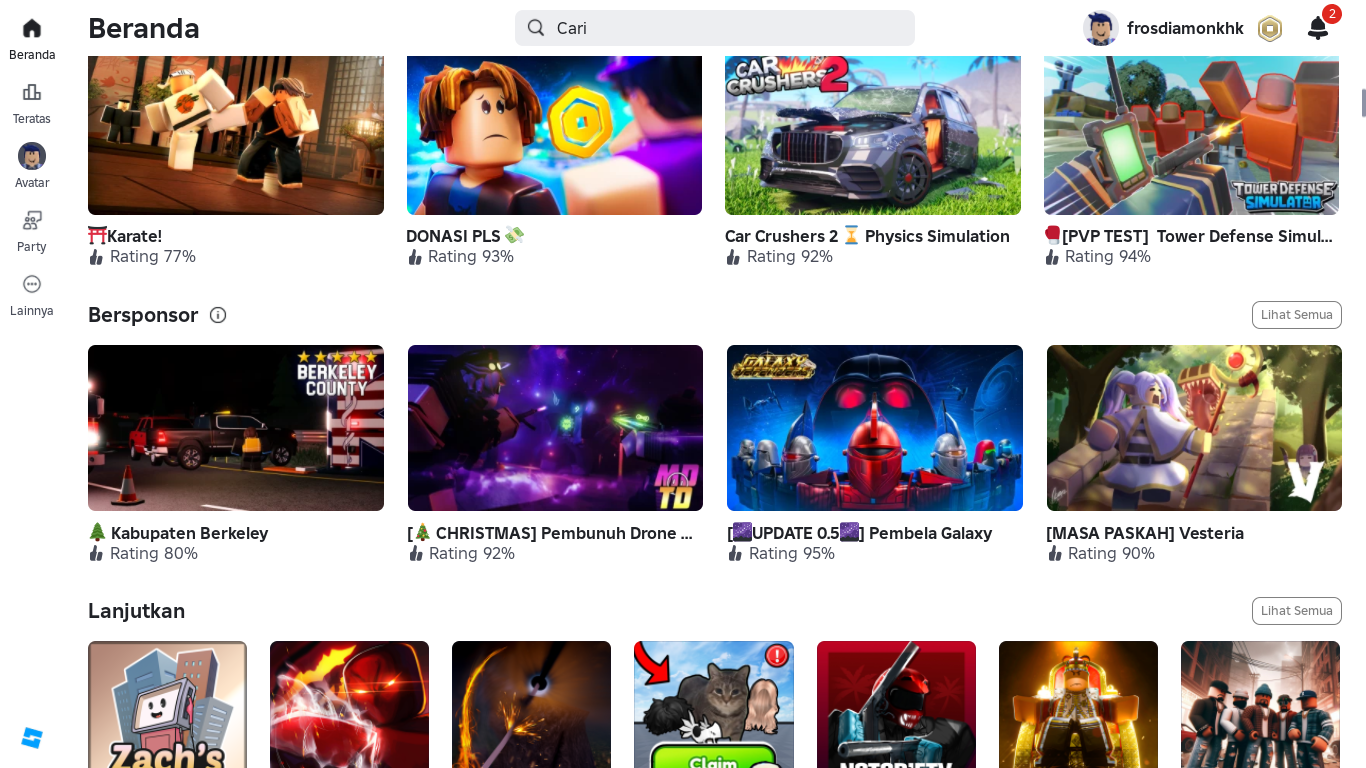 Beranda
Cari
frosdiamonkhk
2
Beranda
Teratas
Avatar
Party
Lainnya
CAR CRUSHERS 2
TOWER DEFENSE
SIMULATOR
⛩️Karate!
Rating 77%
DONASI PLS 💸
Rating 93%
Car Crushers 2 ⏳ Physics Simulation
Rating 92%
🥊[PVP TEST] Tower Defense Simul...
Rating 94%
Bersponsor
Lihat Semua
BERKELEY
COUNTY
MD
TD
GALAXY
DEFENDERS
V
🌲 Kabupaten Berkeley
Rating 80%
[🎄 CHRISTMAS] Pembunuh Drone ...
Rating 92%
[🌌UPDATE 0.5🌌] Pembela Galaxy
Rating 95%
[MASA PASKAH] Vesteria
Rating 90%
Lanjutkan
Lihat Semua
Zach's
!
Claim
NOTORIETY